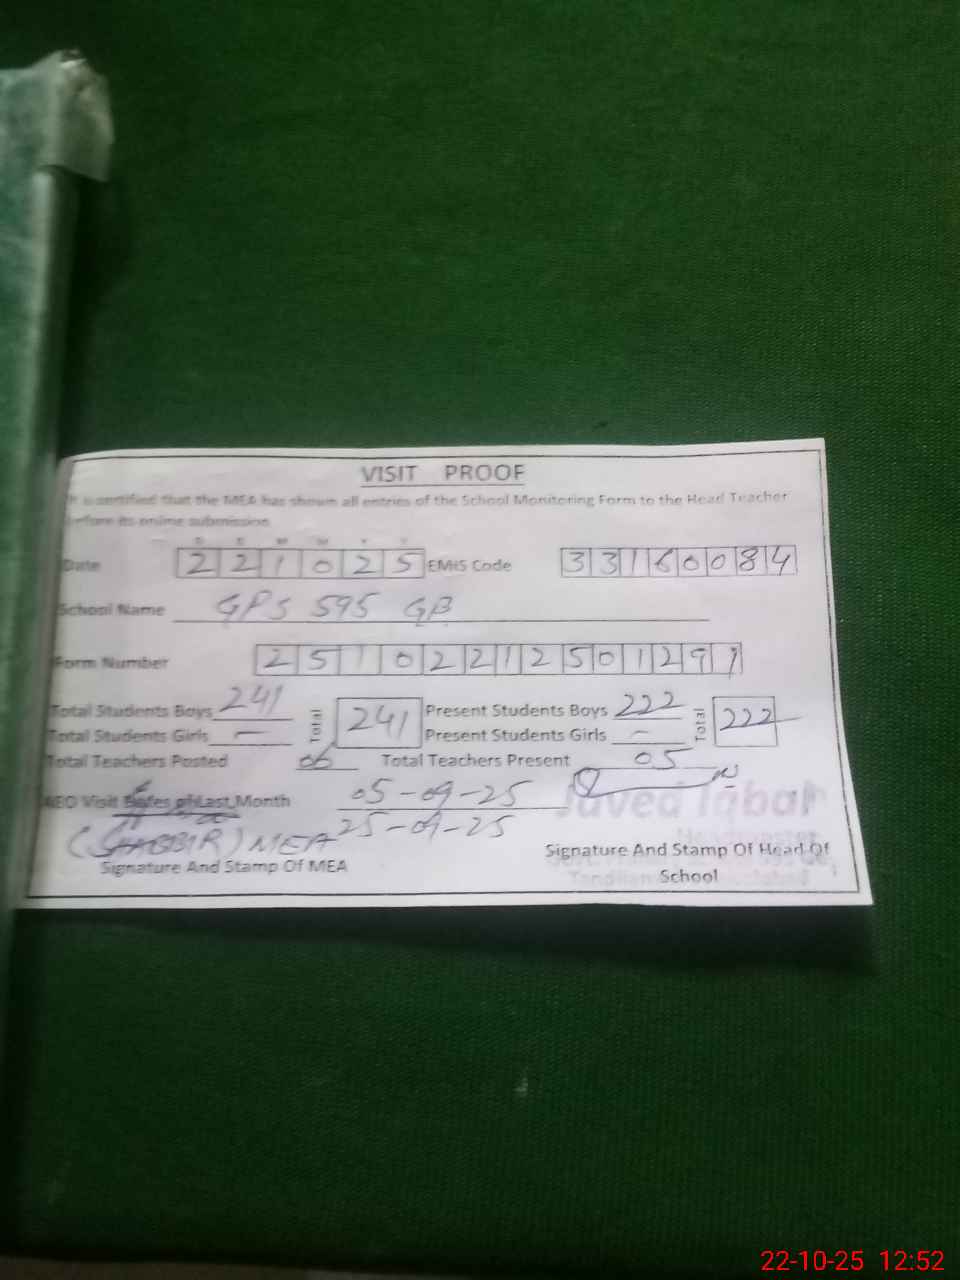 VISIT PROOF
It is certified that the MEA has shown all entries of the School Monitoring Form to the Head Teacher
before its online submission
D D M M Y Y
Date 221025 EMIS Code 33160084
School Name GPS 595 GB
Form Number 25102212501291
Total Students Boys 241 Total 241 Present Students Boys 222 Total 222
Total Students Girls - Present Students Girls -
Total Teachers Posted 06 Total Teachers Present 05
AEO Visit Dates of Last Month 05-09-25
25-09-25
(SHABBIR) MEA
Signature And Stamp Of MEA
Javed Iqbal
Headmaster
Signature And Stamp Of Head Of
School
22-10-25 12:52